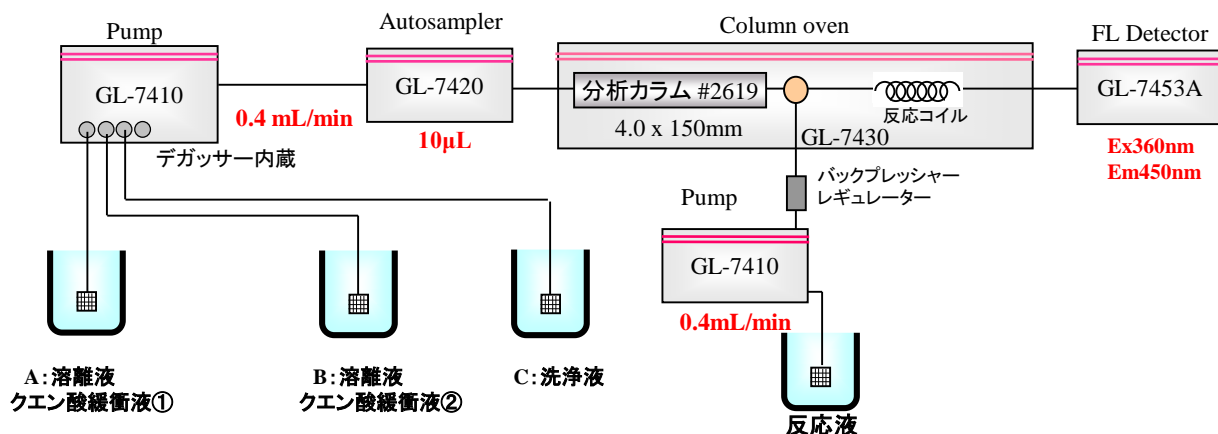 Pump
GL-7410
デガッサー内蔵
0.4 mL/min
Autosampler
GL-7420
10μL
Column oven
分析カラム #2619
4.0 x 150mm
反応コイル
GL-7430
FL Detector
GL-7453A
Ex360nm
Em450nm
バックプレッシャー
レギュレーター
Pump
GL-7410
0.4mL/min
A:溶離液
クエン酸緩衝液①
B:溶離液
クエン酸緩衝液②
C:洗浄液
反応液